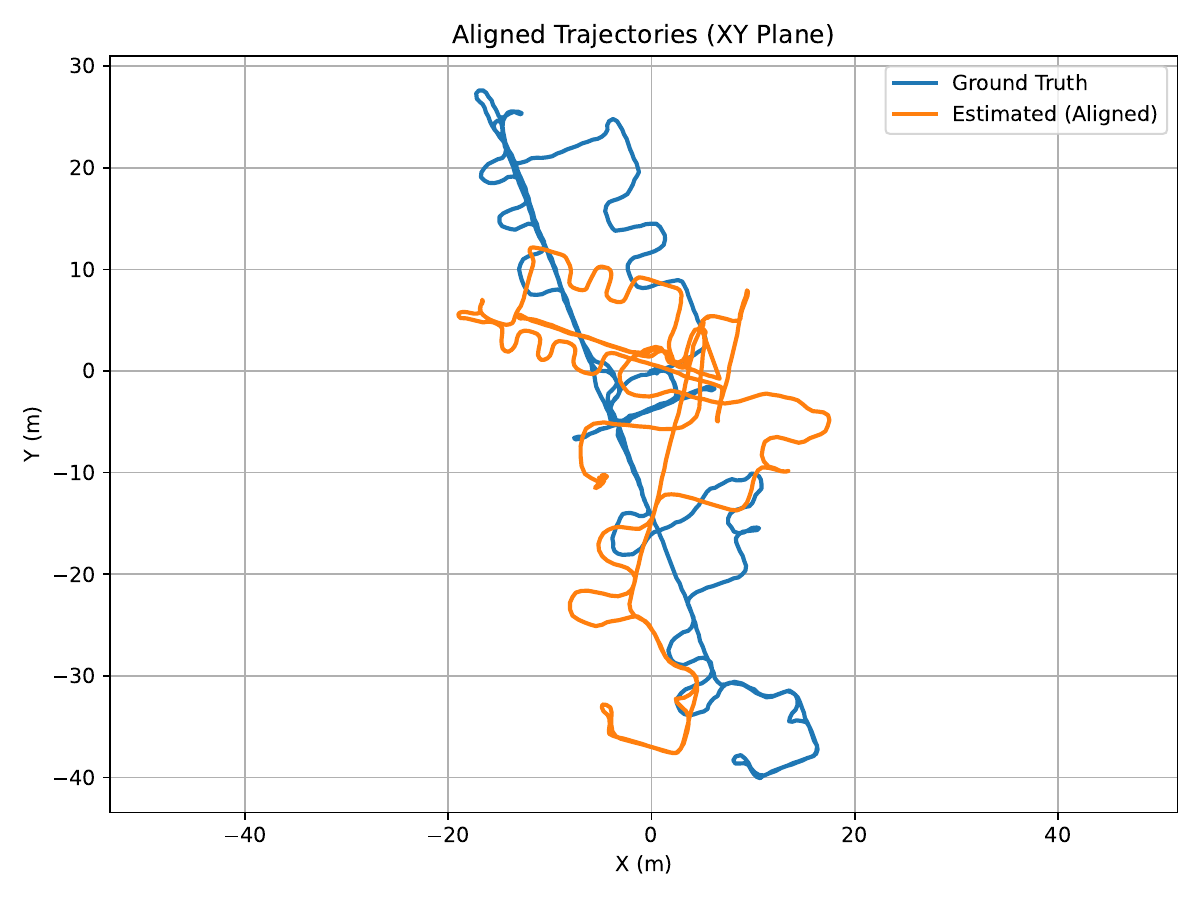 Aligned Trajectories (XY Plane)
Ground Truth
Estimated (Aligned)
30
20
10
0
−10
−20
−30
−40
Y (m)
−40
−20
0
20
40
X (m)